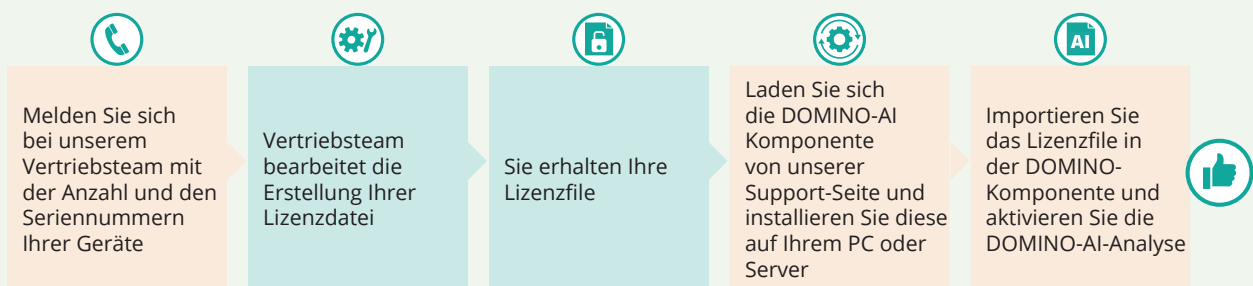 Melden Sie sich
bei unserem
Vertriebsteam mit
der Anzahl und den
Seriennummern
Ihrer Geräte
Vertriebsteam
bearbeitet die
Erstellung Ihrer
Lizenzdatei
Sie erhalten Ihre
Lizenzfile
Laden Sie sich
die DOMINO-AI
Komponente
von unserer
Support-Seite und
installieren Sie diese
auf Ihrem PC oder
Server
AI
Importieren Sie
das Lizenzfile in
der DOMINO-
Komponente und
aktivieren Sie die
DOMINO-AI-Analyse